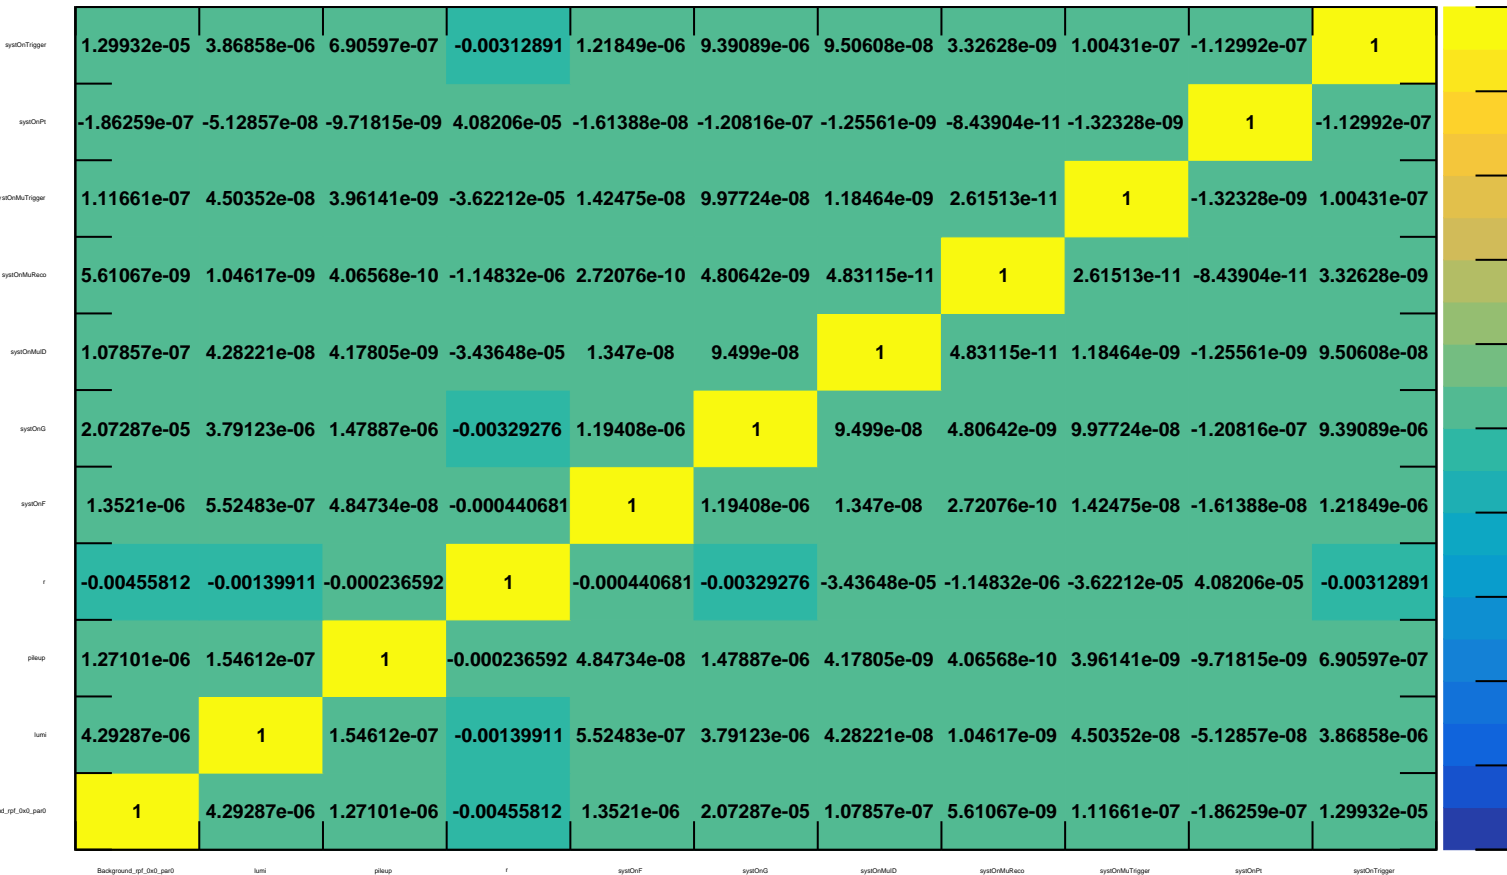 systOnTrigger 1.29932e-05 3.86858e-06 6.90597e-07 -0.00312891 1.21849e-06 9.39089e-06 9.50608e-08 3.32628e-09 1.00431e-07 -1.12992e-07 1
systOnPt -1.86259e-07 -5.12857e-08 -9.71815e-09 4.08206e-05 -1.61388e-08 -1.20816e-07 -1.25561e-09 -8.43904e-11 -1.32328e-09 1 -1.12992e-07
ystOnMuTrigger 1.11661e-07 4.50352e-08 3.96141e-09 -3.62212e-05 1.42475e-08 9.97724e-08 1.18464e-09 2.61513e-11 1 -1.32328e-09 1.00431e-07
systOnMuReco 5.61067e-09 1.04617e-09 4.06568e-10 -1.14832e-06 2.72076e-10 4.80642e-09 4.83115e-11 1 2.61513e-11 -8.43904e-11 3.32628e-09
systOnMuID 1.07857e-07 4.28221e-08 4.17805e-09 -3.43648e-05 1.347e-08 9.499e-08 1 4.83115e-11 1.18464e-09 -1.25561e-09 9.50608e-08
systOnG 2.07287e-05 3.79123e-06 1.47887e-06 -0.00329276 1.19408e-06 1 9.499e-08 4.80642e-09 9.97724e-08 -1.20816e-07 9.39089e-06
systOnF 1.3521e-06 5.52483e-07 4.84734e-08 -0.000440681 1 1.19408e-06 1.347e-08 2.72076e-10 1.42475e-08 -1.61388e-08 1.21849e-06
r -0.00455812 -0.00139911 -0.000236592 1 -0.000440681 -0.00329276 -3.43648e-05 -1.14832e-06 -3.62212e-05 4.08206e-05 -0.00312891
pileup 1.27101e-06 1.54612e-07 1 -0.000236592 4.84734e-08 1.47887e-06 4.17805e-09 4.06568e-10 3.96141e-09 -9.71815e-09 6.90597e-07
lumi 4.29287e-06 1 1.54612e-07 -0.00139911 5.52483e-07 3.79123e-06 4.28221e-08 1.04617e-09 4.50352e-08 -5.12857e-08 3.86858e-06
nd_rpf_0x0_par0 1 4.29287e-06 1.27101e-06 -0.00455812 1.3521e-06 2.07287e-05 1.07857e-07 5.61067e-09 1.11661e-07 -1.86259e-07 1.29932e-05
Background_rpf_0x0_par0 lumi pileup r systOnF systOnG systOnMuID systOnMuReco systOnMuTrigger systOnPt systOnTrigger